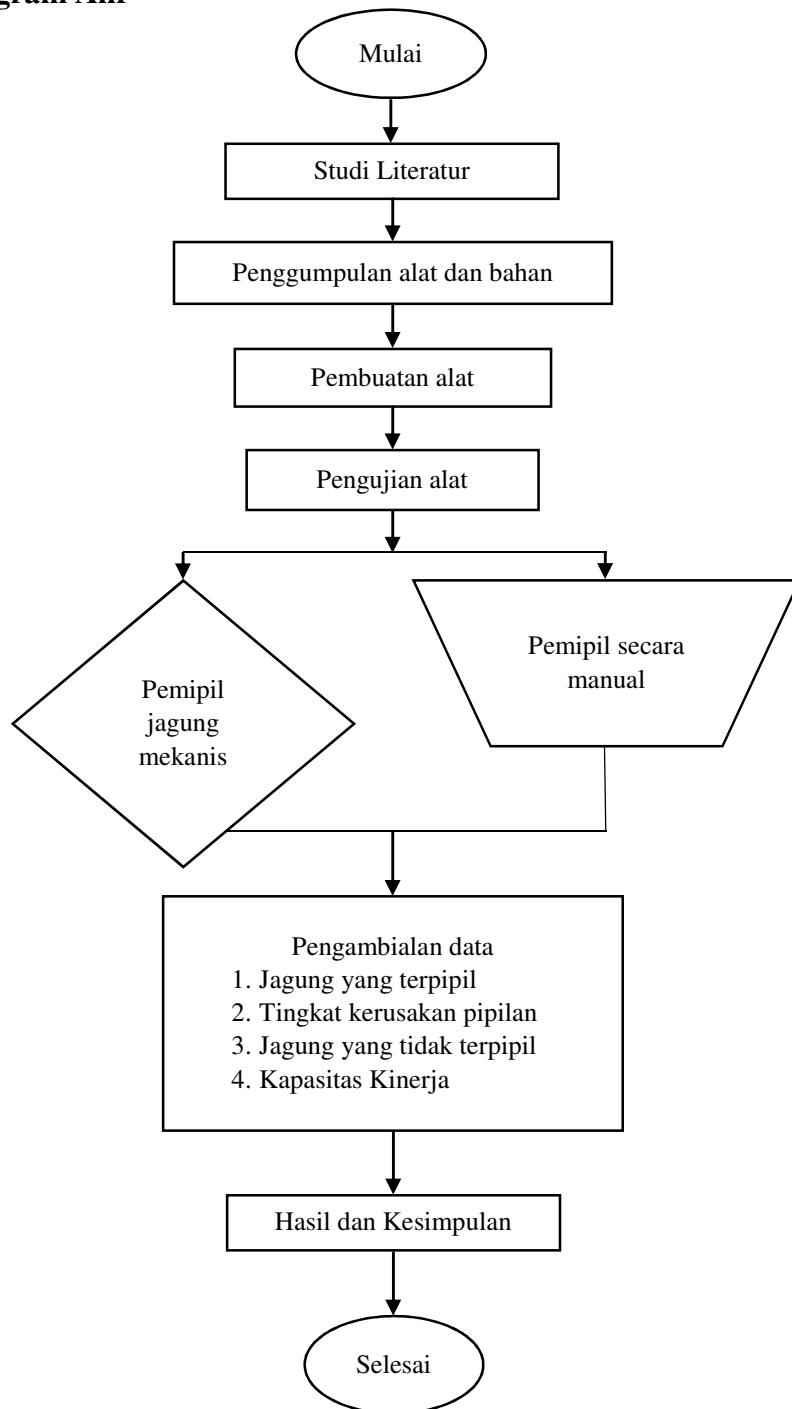 Mulai
Studi Literatur
Penggumpulan alat dan bahan
Pembuatan alat
Pengujian alat
Pemipil
jagung
mekanis
Pemipil secara
manual
Pengambialan data
1. Jagung yang terpipil
2. Tingkat kerusakan pipilan
3. Jagung yang tidak terpipil
4. Kapasitas Kinerja
Hasil dan Kesimpulan
Selesai